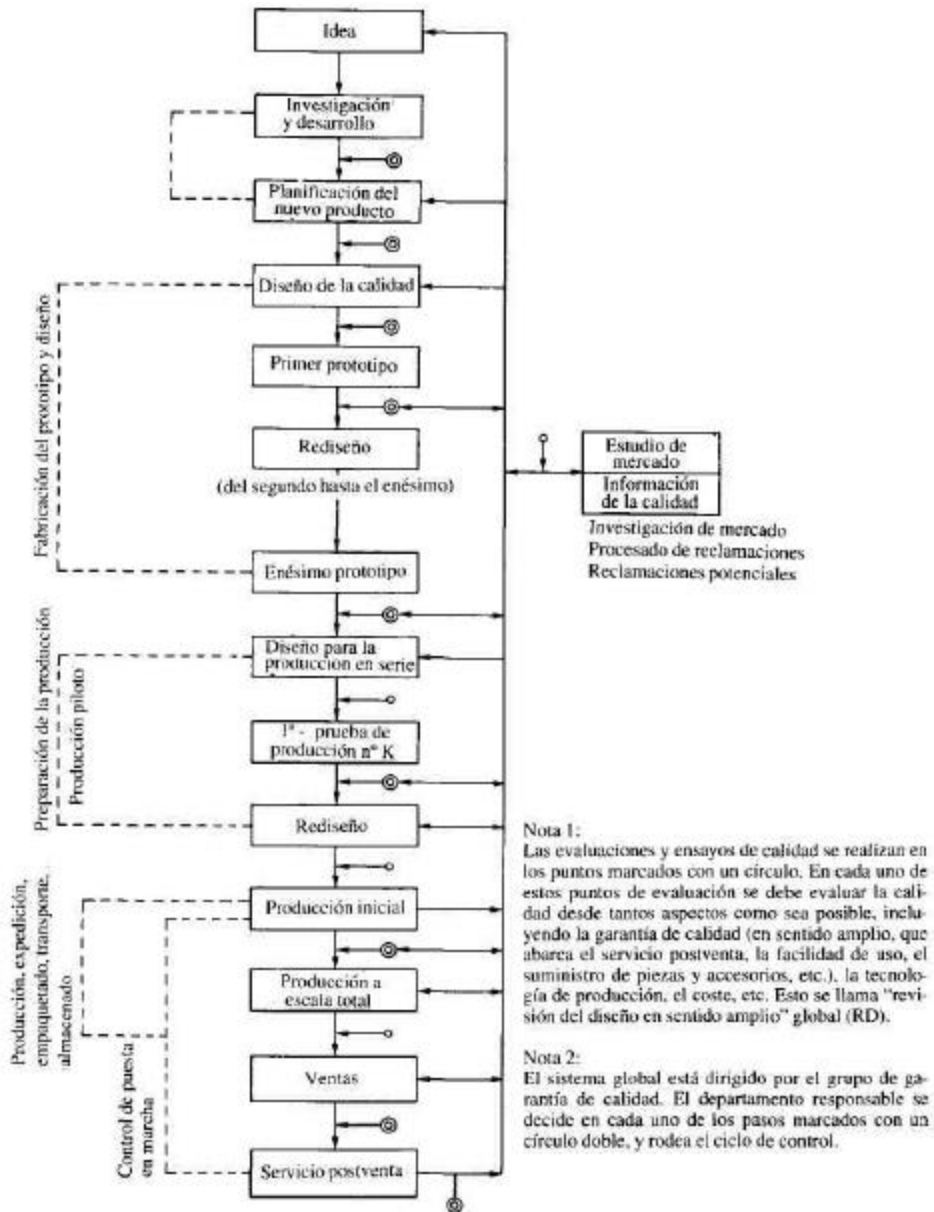 Idea
Investigación
y desarrollo
Planificación del
nuevo producto
Diseño de la calidad
Primer prototipo
Rediseño
(del segundo hasta el enésimo)
Enésimo prototipo
Fabricación del prototipo y diseño
Estudio de
mercado
Información
de la calidad
Investigación de mercado
Procesado de reclamaciones
Reclamaciones potenciales
Diseño para la
producción en serie
1ª - prueba de
producción nº K
Rediseño
Preparación de la producción
Producción piloto
Producción inicial
Producción a
escala total
Ventas
Servicio postventa
Producción, expedición,
empaquetado, transporte,
almacenado
Control de puesta
en marcha
Nota 1:
Las evaluaciones y ensayos de calidad se realizan en
los puntos marcados con un círculo. En cada uno de
estos puntos de evaluación se debe evaluar la cali-
dad desde tantos aspectos como sea posible, inclu-
yendo la garantía de calidad (en sentido amplio, que
abarca el servicio postventa, la facilidad de uso, el
suministro de piezas y accesorios, etc.), la tecnolo-
gía de producción, el coste, etc. Esto se llama “revi-
sión del diseño en sentido amplio” global (RD).
Nota 2:
El sistema global está dirigido por el grupo de ga-
rantía de calidad. El departamento responsable se
decide en cada uno de los pasos marcados con un
círculo doble, y rodea el ciclo de control.